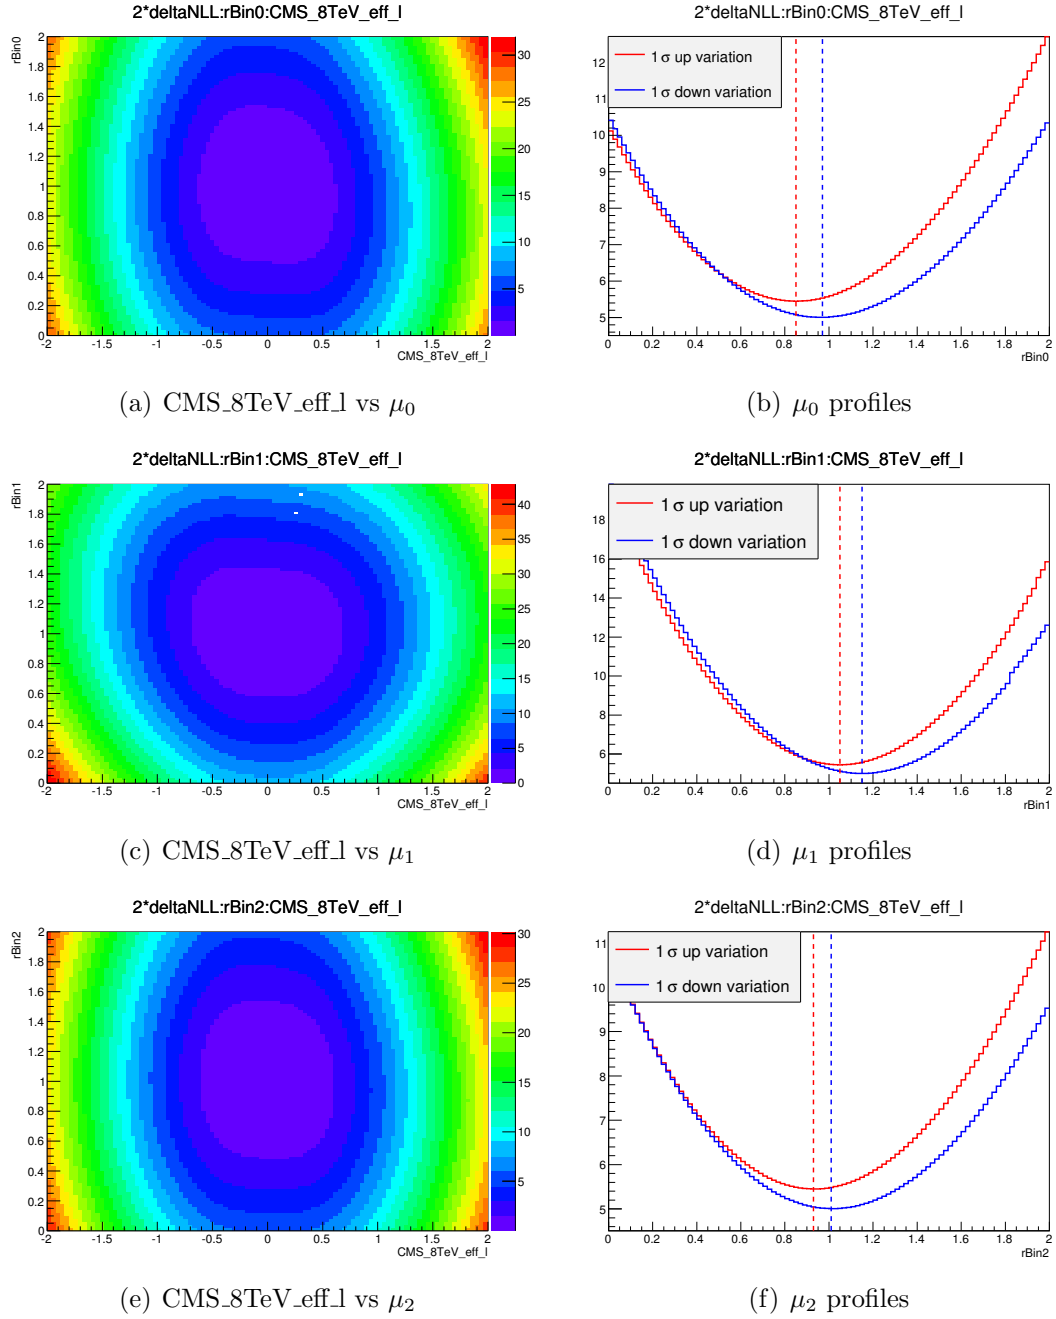 2*deltaNLL:rBin0:CMS_8TeV_eff_l
rBin0
2
1.8
1.6
1.4
1.2
1
0.8
0.6
0.4
0.2
0
-2 -1.5 -1 -0.5 0 0.5 1 1.5 2
CMS_8TeV_eff_l
30
25
20
15
10
5
(a) CMS_8TeV_eff_l vs μ0
2*deltaNLL:rBin0:CMS_8TeV_eff_l
1 σ up variation
1 σ down variation
12
11
10
9
8
7
6
5
0 0.2 0.4 0.6 0.8 1 1.2 1.4 1.6 1.8 2
rBin0
(b) μ0 profiles
2*deltaNLL:rBin1:CMS_8TeV_eff_l
rBin1
2
1.8
1.6
1.4
1.2
1
0.8
0.6
0.4
0.2
0
-2 -1.5 -1 -0.5 0 0.5 1 1.5 2
CMS_8TeV_eff_l
40
35
30
25
20
15
10
5
0
(c) CMS_8TeV_eff_l vs μ1
2*deltaNLL:rBin1:CMS_8TeV_eff_l
1 σ up variation
1 σ down variation
18
16
14
12
10
8
6
0 0.2 0.4 0.6 0.8 1 1.2 1.4 1.6 1.8 2
rBin1
(d) μ1 profiles
2*deltaNLL:rBin2:CMS_8TeV_eff_l
rBin2
2
1.8
1.6
1.4
1.2
1
0.8
0.6
0.4
0.2
0
-2 -1.5 -1 -0.5 0 0.5 1 1.5 2
CMS_8TeV_eff_l
30
25
20
15
10
5
(e) CMS_8TeV_eff_l vs μ2
2*deltaNLL:rBin2:CMS_8TeV_eff_l
1 σ up variation
1 σ down variation
11
10
9
8
7
6
5
0 0.2 0.4 0.6 0.8 1 1.2 1.4 1.6 1.8 2
rBin2
(f) μ2 profiles